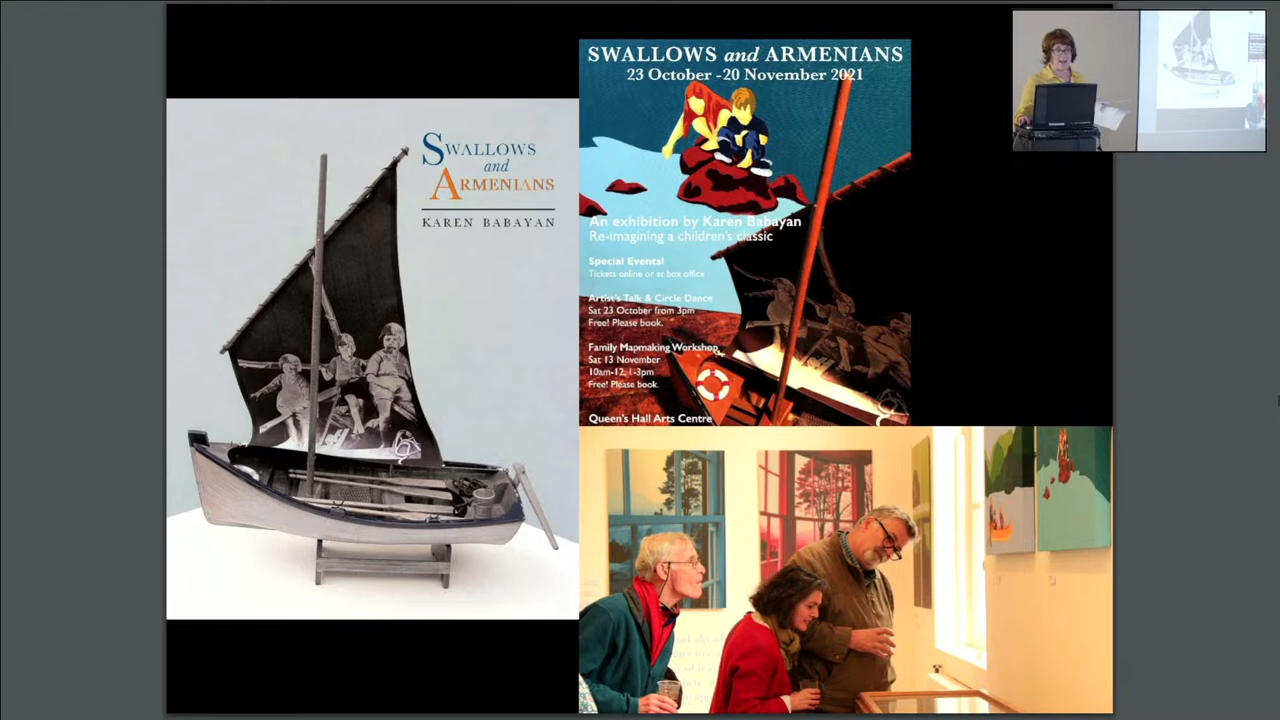 SWALLOWS
and
ARMENIANS
KAREN BABAYAN
SWALLOWS and ARMENIANS
23 October -20 November 2021
An exhibition by Karen Babayan
Re-imagining a children's classic
Special Events!
Tickets online or at box office
Artist's Talk & Circle Dance
Sat 23 October from 3pm
Free! Please book.
Family Mapmaking Workshop
Sat 13 November
10am-12, 1-3pm
Free! Please book.
Queen's Hall Arts Centre